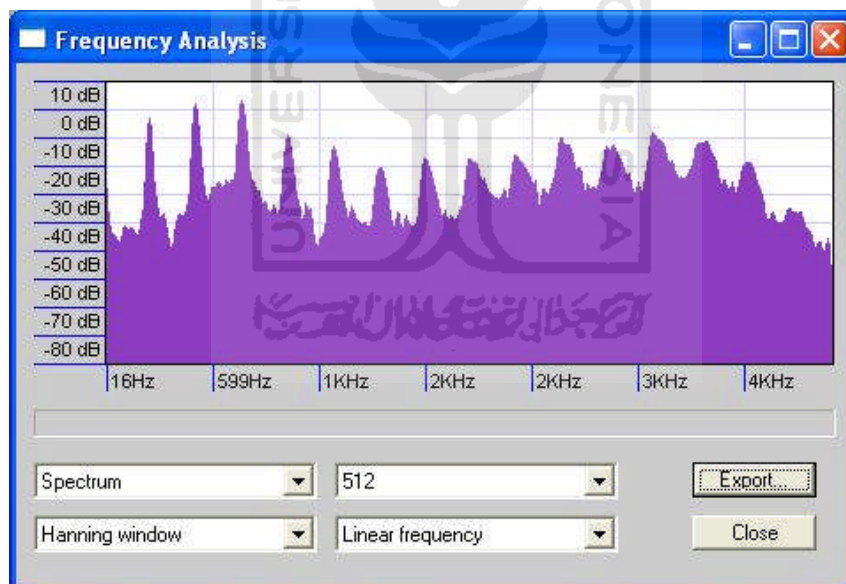 Frequency Analysis
10 dB
0 dB
-10 dB
-20 dB
-30 dB
-40 dB
-50 dB
-60 dB
-70 dB
-80 dB
16Hz 599Hz 1KHz 2KHz 2KHz 3KHz 4KHz
Spectrum 512 Export...
Hanning window Linear frequency Close